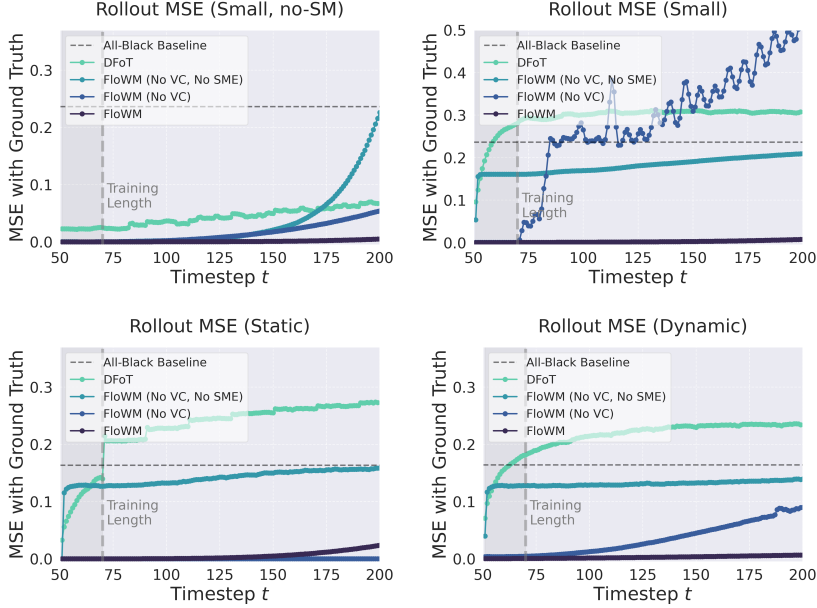 Rollout MSE (Small, no-SM)
MSE with Ground Truth
0.3
0.2
0.1
0.0
All-Black Baseline
DFoT
FloWM (No VC, No SME)
FloWM (No VC)
FloWM
Training
Length
50 75 100 125 150 175 200
Timestep t
Rollout MSE (Small)
MSE with Ground Truth
0.5
0.4
0.3
0.2
0.1
0.0
All-Black Baseline
DFoT
FloWM (No VC, No SME)
FloWM (No VC)
FloWM
Training
Length
50 75 100 125 150 175 200
Timestep t
Rollout MSE (Static)
MSE with Ground Truth
0.3
0.2
0.1
0.0
All-Black Baseline
DFoT
FloWM (No VC, No SME)
FloWM (No VC)
FloWM
Training
Length
50 75 100 125 150 175 200
Timestep t
Rollout MSE (Dynamic)
MSE with Ground Truth
0.3
0.2
0.1
0.0
All-Black Baseline
DFoT
FloWM (No VC, No SME)
FloWM (No VC)
FloWM
Training
Length
50 75 100 125 150 175 200
Timestep t